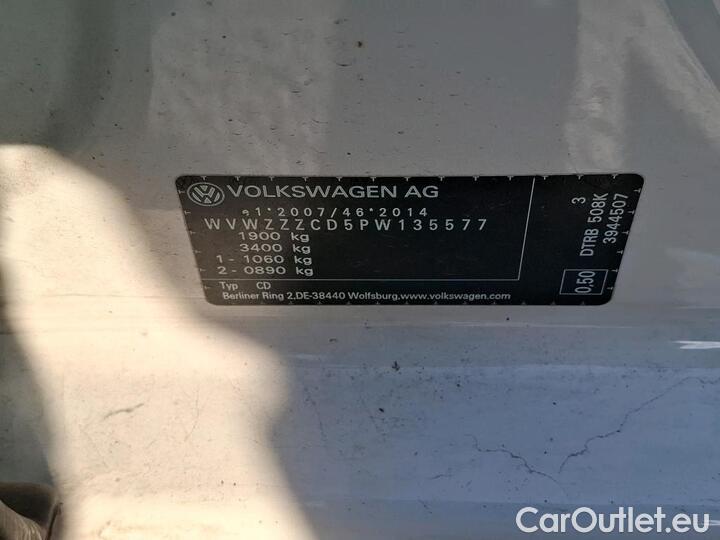 VOLKSWAGEN AG
e1*2007/46*2014
WVWZZZCD5PW135577
1900 kg
3400 kg
1 - 1060 kg
2 - 0890 kg
Typ CD
Berliner Ring 2,DE-38440 Wolfsburg,www.volkswagen.com
3
DTRB 508K
3944507
0,50
CarOutlet.eu